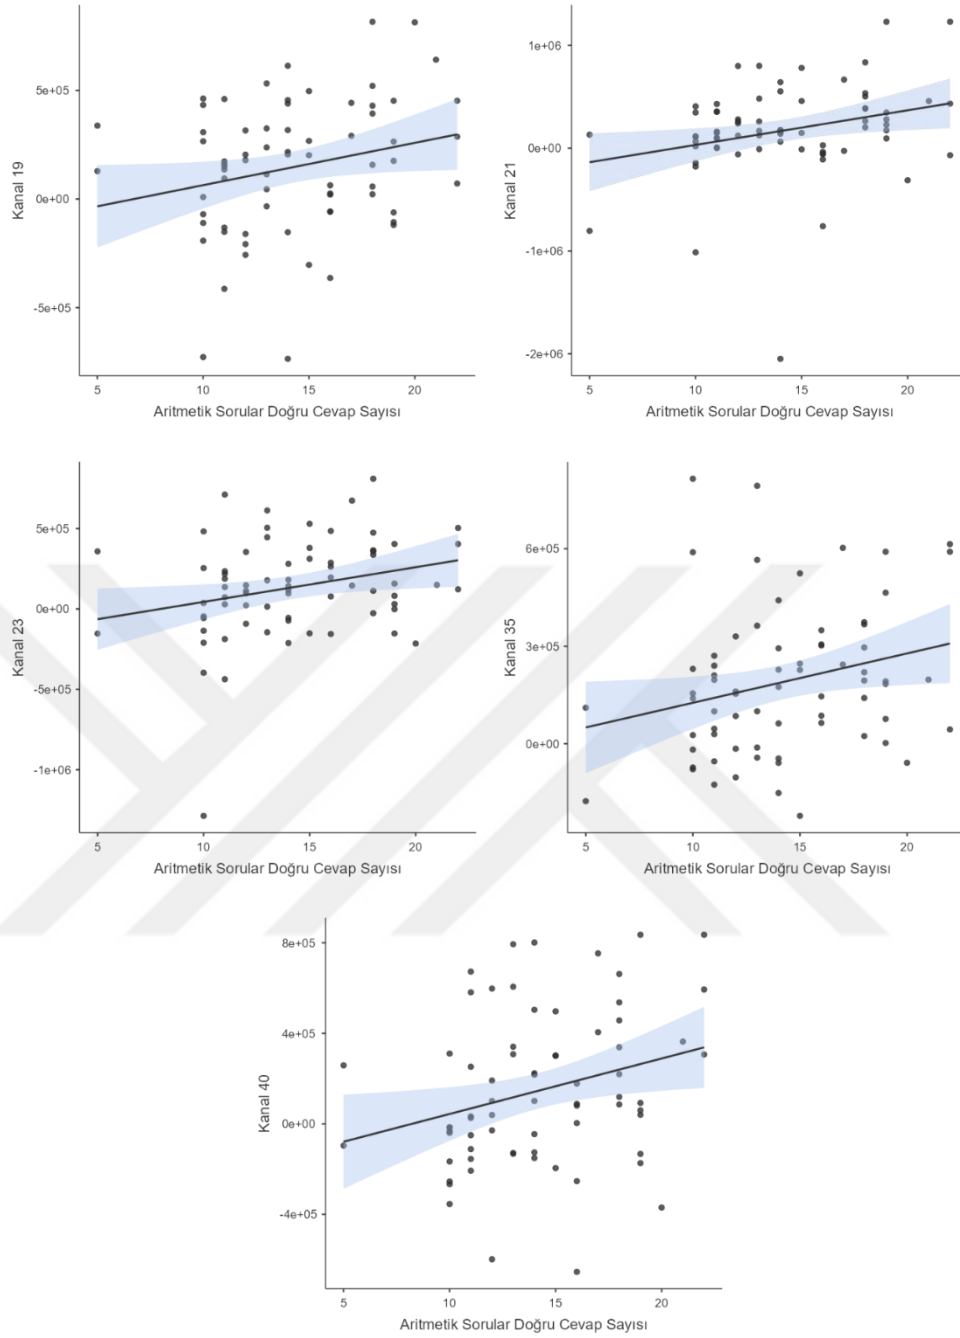 5e+05
0e+00
-5e+05
Kanal 19
5 10 15 20
Aritmetik Sorular Doğru Cevap Sayısı
1e+06
0e+00
-1e+06
-2e+06
Kanal 21
5 10 15 20
Aritmetik Sorular Doğru Cevap Sayısı
5e+05
0e+00
-5e+05
-1e+06
Kanal 23
5 10 15 20
Aritmetik Sorular Doğru Cevap Sayısı
6e+05
3e+05
0e+00
Kanal 35
5 10 15 20
Aritmetik Sorular Doğru Cevap Sayısı
8e+05
4e+05
0e+00
-4e+05
Kanal 40
5 10 15 20
Aritmetik Sorular Doğru Cevap Sayısı